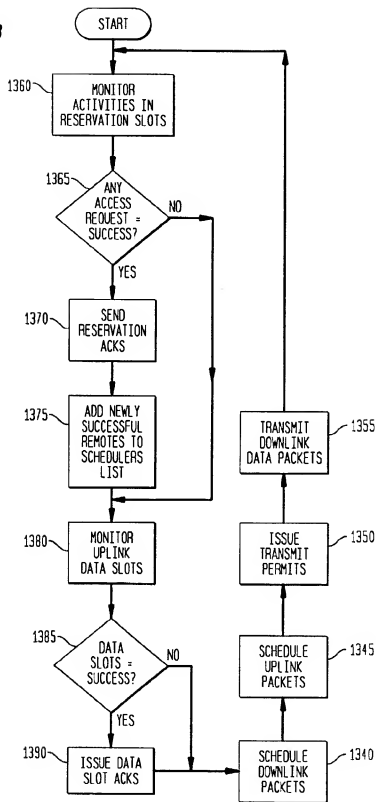 3
START
1360
MONITOR
ACTIVITIES IN
RESERVATION SLOTS
1365
ANY
ACCESS
REQUEST =
SUCCESS?
NO
YES
1370
SEND
RESERVATION
ACKS
1375
ADD NEWLY
SUCCESSFUL
REMOTES TO
SCHEDULERS
LIST
1380
MONITOR
UPLINK
DATA SLOTS
1385
DATA
SLOTS =
SUCCESS?
NO
YES
1390
ISSUE DATA
SLOT ACKS
SCHEDULE
DOWNLINK
PACKETS
1340
SCHEDULE
UPLINK
PACKETS
1345
ISSUE
TRANSMIT
PERMITS
1350
TRANSMIT
DOWNLINK
DATA PACKETS
1355